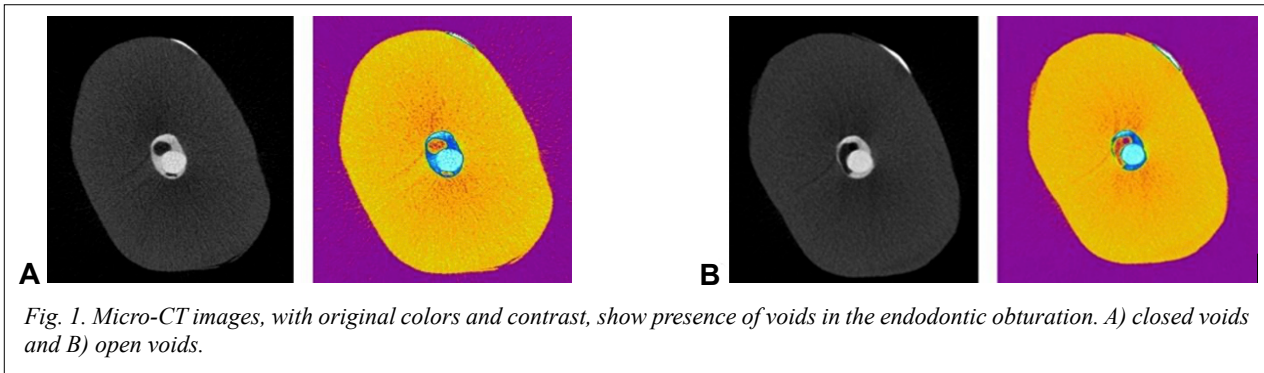 A
B
Fig. 1. Micro-CT images, with original colors and contrast, show presence of voids in the endodontic obturation. A) closed voids
and B) open voids.